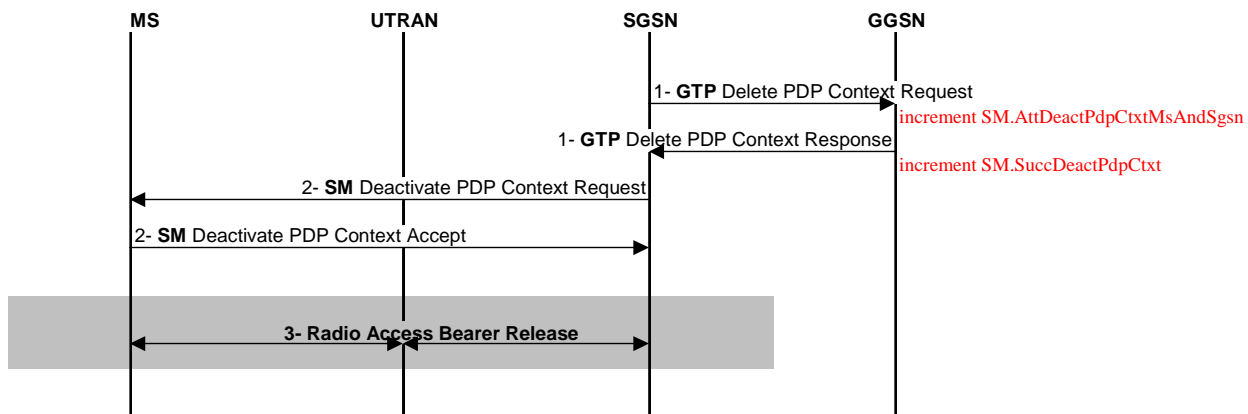 MS UTRAN SGSN GGSN
1- GTP Delete PDP Context Request
increment SM.AttDeactPdpCtxtMsAndSgsn
1- GTP Delete PDP Context Response
increment SM.SuccDeactPdpCtxt
2- SM Deactivate PDP Context Request
2- SM Deactivate PDP Context Accept
3- Radio Access Bearer Release